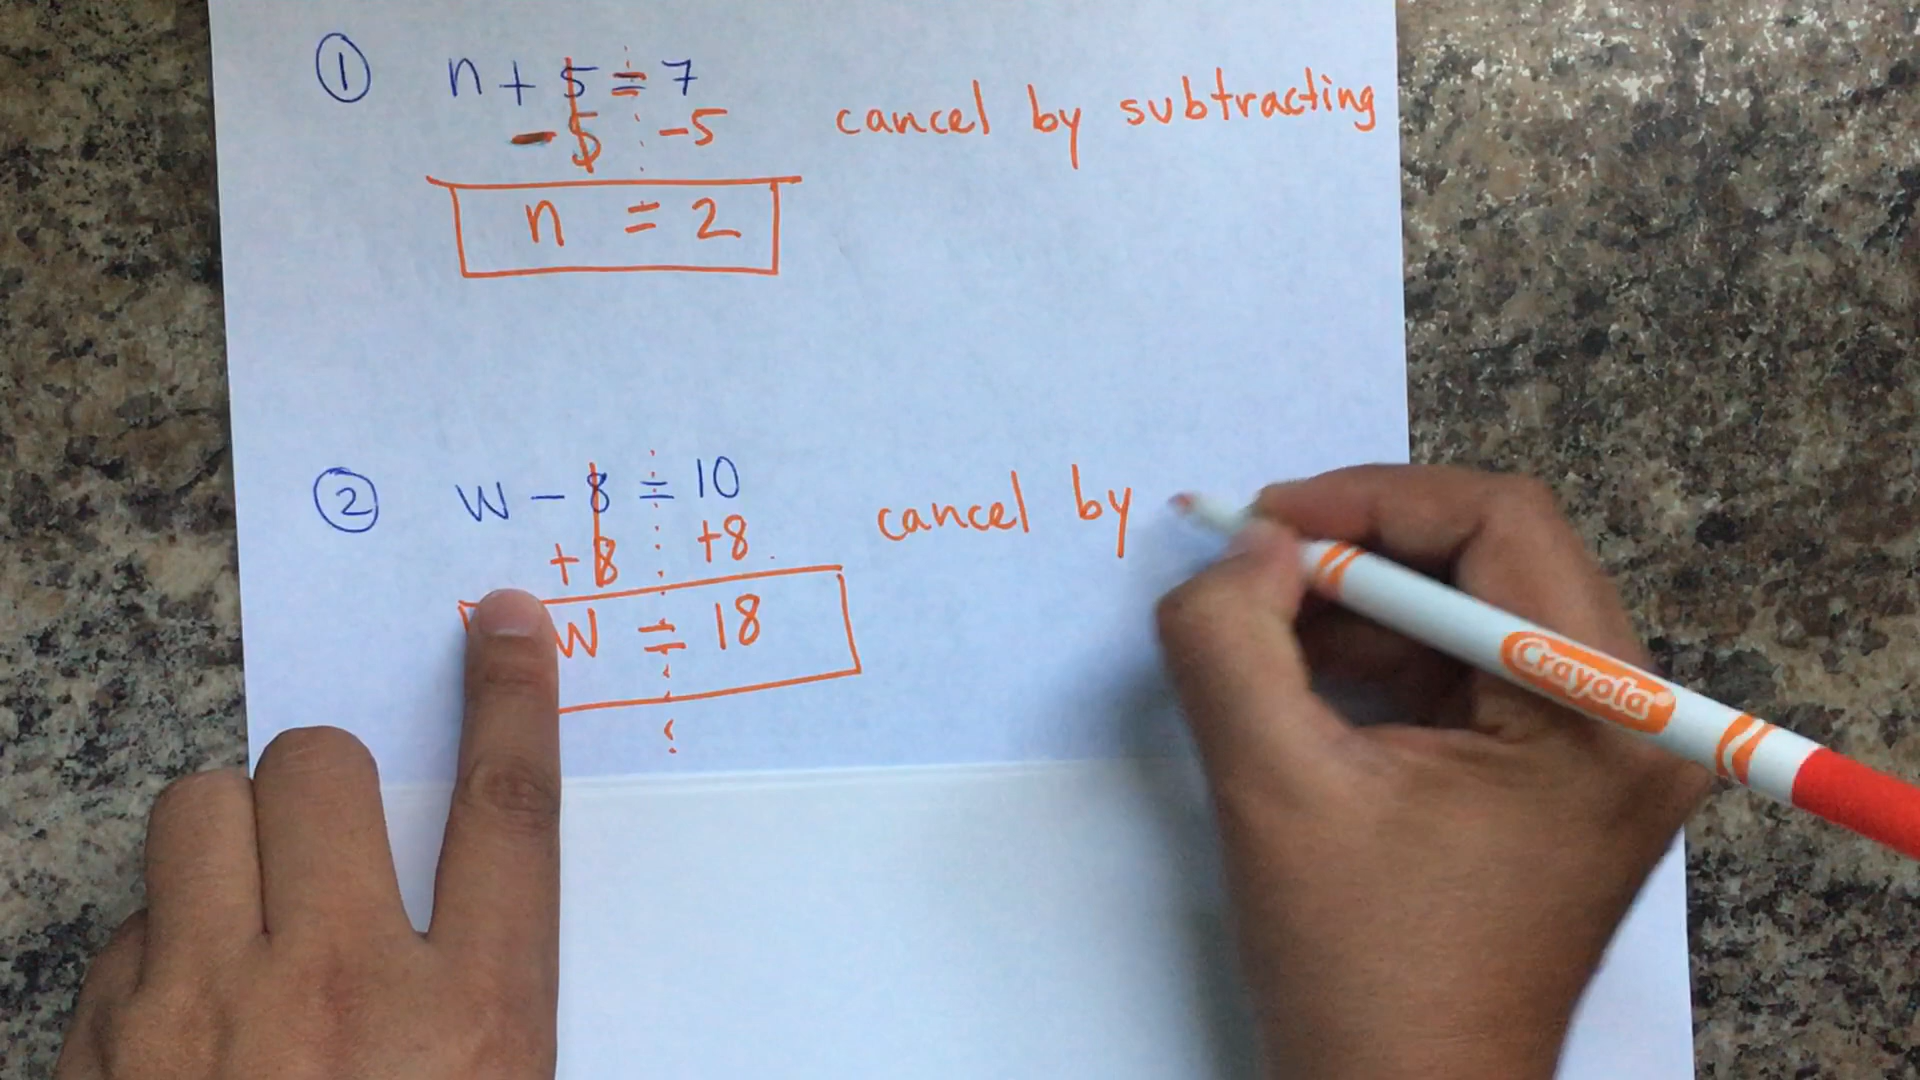 ① n + 5 = 7
- 5 -5
cancel by subtracting
n = 2
② w - 8 = 10
+ 8 +8
cancel by
w = 18
Crayola